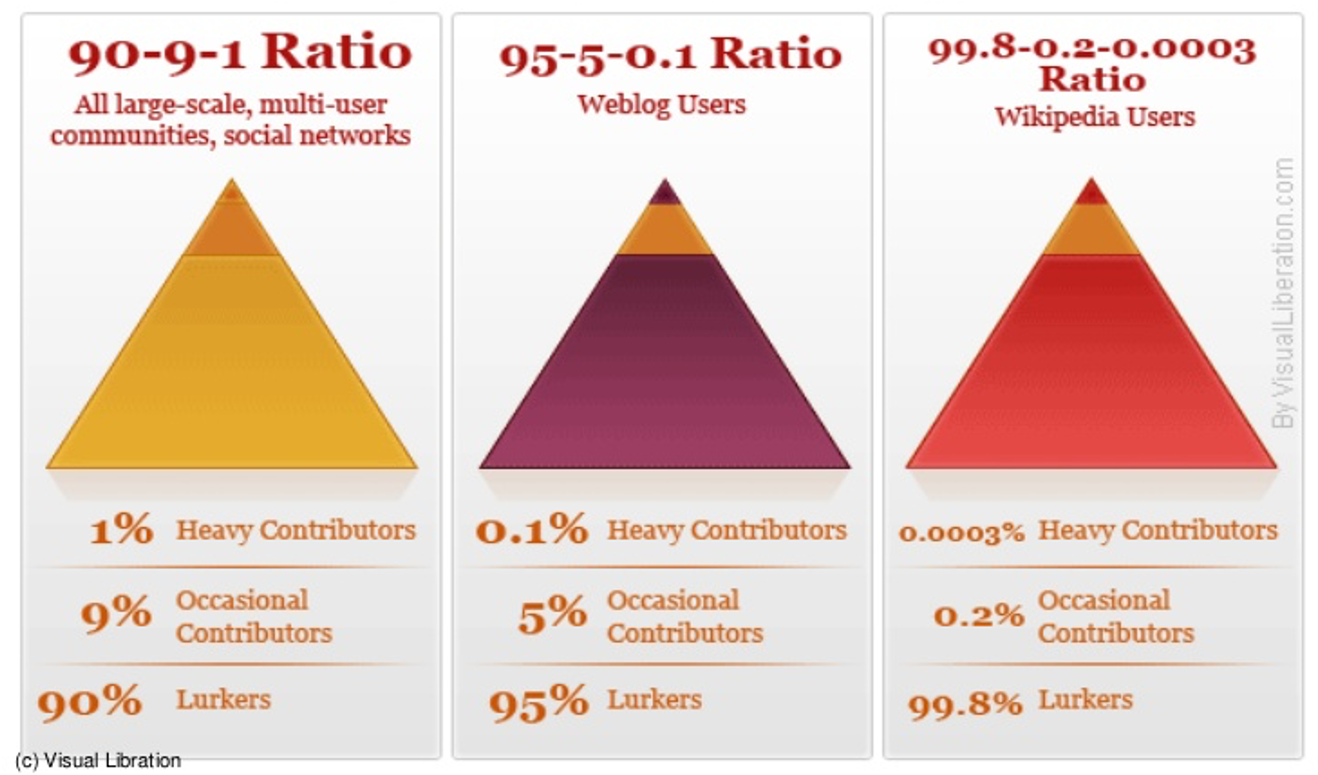 90-9-1 Ratio
All large-scale, multi-user
communities, social networks
1% Heavy Contributors
9% Occasional
Contributors
90% Lurkers
95-5-0.1 Ratio
Weblog Users
0.1% Heavy Contributors
5% Occasional
Contributors
95% Lurkers
99.8-0.2-0.0003
Ratio
Wikipedia Users
0.0003% Heavy Contributors
0.2% Occasional
Contributors
99.8% Lurkers
By VisualLiberation.com
(c) Visual Libration